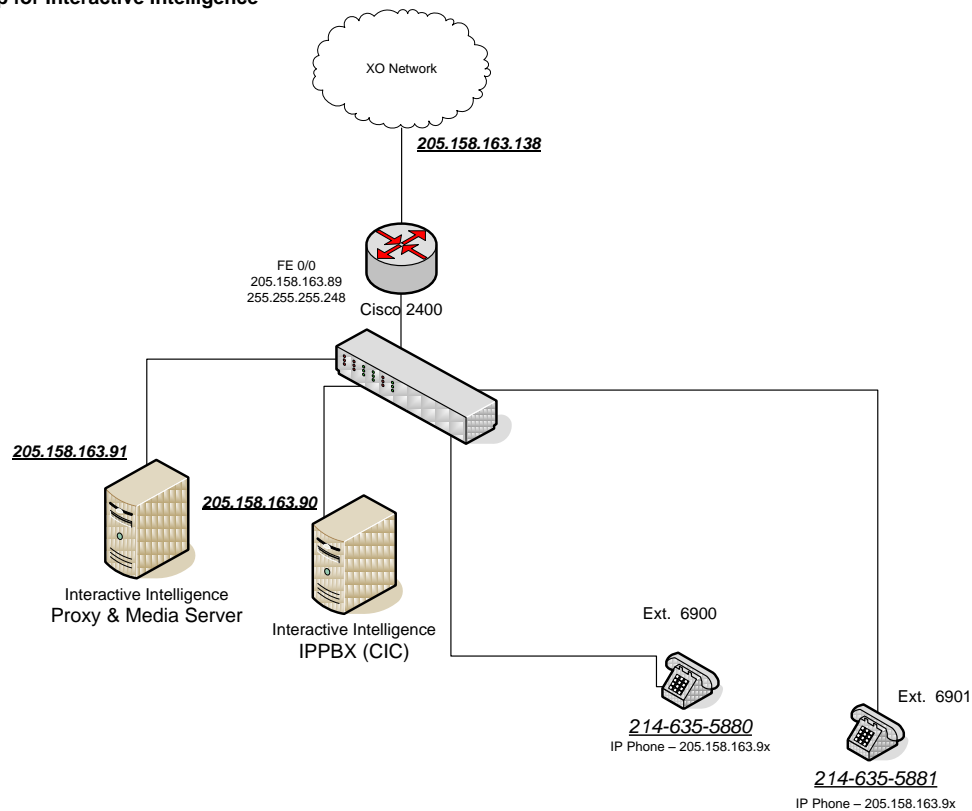 for Interactive Intelligence
XO Network
205.158.163.138
FE 0/0
205.158.163.89
255.255.255.248
Cisco 2400
205.158.163.91
205.158.163.90
Interactive Intelligence
Proxy & Media Server
Interactive Intelligence
IPPBX (CIC)
Ext. 6900
214-635-5880
IP Phone – 205.158.163.9x
Ext. 6901
214-635-5881
IP Phone – 205.158.163.9x